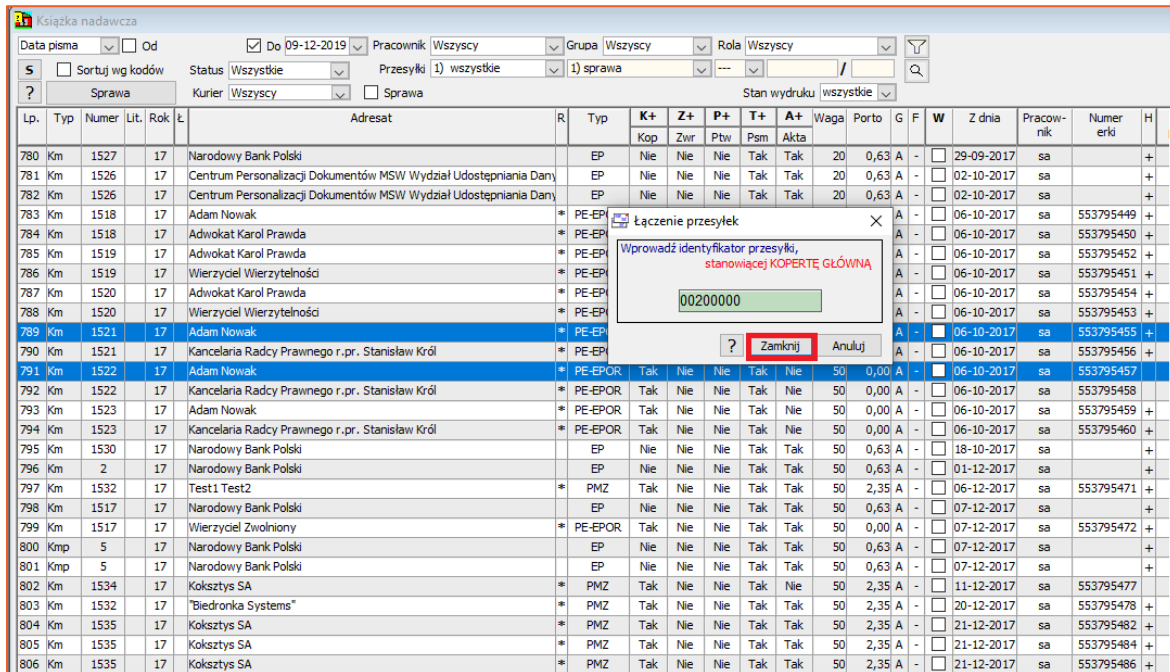 Książka nadawcza
Data pisma Od Do 09-12-2019 Pracownik Wszyscy Grupa Wszyscy Rola Wszyscy
S Sortuj wg kodów Status Wszystkie Przesyłki 1) wszystkie 1) sprawa --- /
? Sprawa Kurier Wszyscy Sprawa Stan wydruku wszystkie
Lp. Typ Numer Lit. Rok Ł Adresat R Typ K+ Z+ P+ T+ A+ Waga Porto G F W Z dnia Pracow- Numer H
Kop Zwr Ptw Psm Akta nik erki
780 Km 1527 17 Narodowy Bank Polski EP Nie Nie Nie Tak Tak 20 0,63 A - 29-09-2017 sa +
781 Km 1526 17 Centrum Personalizacji Dokumentów MSW Wydział Udostępniania Dany EP Nie Nie Nie Tak Tak 20 0,63 A - 02-10-2017 sa +
782 Km 1526 17 Centrum Personalizacji Dokumentów MSW Wydział Udostępniania Dany EP Nie Nie Nie Tak Tak 20 0,63 A - 02-10-2017 sa +
783 Km 1518 17 Adam Nowak * PE-EPO A - 06-10-2017 sa 553795449 +
784 Km 1518 17 Adwokat Karol Prawda * PE-EPO A - 06-10-2017 sa 553795450 +
785 Km 1519 17 Adwokat Karol Prawda * PE-EPO A - 06-10-2017 sa 553795452 +
786 Km 1519 17 Wierzyciel Wierzytelności * PE-EPO A - 06-10-2017 sa 553795451 +
787 Km 1520 17 Adwokat Karol Prawda * PE-EPO A - 06-10-2017 sa 553795454 +
788 Km 1520 17 Wierzyciel Wierzytelności * PE-EPO A - 06-10-2017 sa 553795453 +
789 Km 1521 17 Adam Nowak * PE-EPO A - 06-10-2017 sa 553795455 +
790 Km 1521 17 Kancelaria Radcy Prawnego r.pr. Stanisław Król * PE-EPO A - 06-10-2017 sa 553795456 +
Łączenie przesyłek
Wprowadź identyfikator przesyłki,
stanowiącej KOPERTĘ GŁÓWNĄ
00200000
? Zamknij Anuluj
791 Km 1522 17 Adam Nowak * PE-EPOR Tak Nie Nie Tak Nie 50 0,00 A - 06-10-2017 sa 553795457
792 Km 1522 17 Kancelaria Radcy Prawnego r.pr. Stanisław Król * PE-EPOR Tak Nie Nie Tak Nie 50 0,00 A - 06-10-2017 sa 553795458
793 Km 1523 17 Adam Nowak * PE-EPOR Tak Nie Nie Tak Nie 50 0,00 A - 06-10-2017 sa 553795459 +
794 Km 1523 17 Kancelaria Radcy Prawnego r.pr. Stanisław Król * PE-EPOR Tak Nie Nie Tak Nie 50 0,00 A - 06-10-2017 sa 553795460 +
795 Km 1530 17 Narodowy Bank Polski EP Nie Nie Nie Tak Tak 50 0,63 A - 18-10-2017 sa +
796 Km 2 17 Narodowy Bank Polski EP Nie Nie Nie Tak Tak 50 0,63 A - 01-12-2017 sa +
797 Km 1532 17 Test1 Test2 * PMZ Tak Nie Nie Tak Tak 50 2,35 A - 06-12-2017 sa 553795471 +
798 Km 1517 17 Narodowy Bank Polski EP Nie Nie Nie Tak Tak 50 0,63 A - 07-12-2017 sa +
799 Km 1517 17 Wierzyciel Zwolniony * PE-EPOR Tak Nie Nie Tak Tak 50 0,00 A - 07-12-2017 sa 553795472 +
800 Kmp 5 17 Narodowy Bank Polski EP Nie Nie Nie Tak Tak 50 0,63 A - 07-12-2017 sa +
801 Kmp 5 17 Narodowy Bank Polski EP Nie Nie Nie Tak Tak 50 0,63 A - 07-12-2017 sa +
802 Km 1534 17 Koksztys SA * PMZ Tak Nie Nie Tak Nie 50 2,35 A - 11-12-2017 sa 553795477
803 Km 1532 17 "Biedronka Systems" * PMZ Tak Nie Nie Tak Tak 50 2,35 A - 20-12-2017 sa 553795478 +
804 Km 1535 17 Koksztys SA * PMZ Tak Nie Nie Tak Tak 50 2,35 A - 21-12-2017 sa 553795482 +
805 Km 1535 17 Koksztys SA * PMZ Tak Nie Nie Tak Tak 50 2,35 A - 21-12-2017 sa 553795484 +
806 Km 1535 17 Koksztys SA * PMZ Tak Nie Nie Tak Tak 50 2,35 A - 21-12-2017 sa 553795486 +